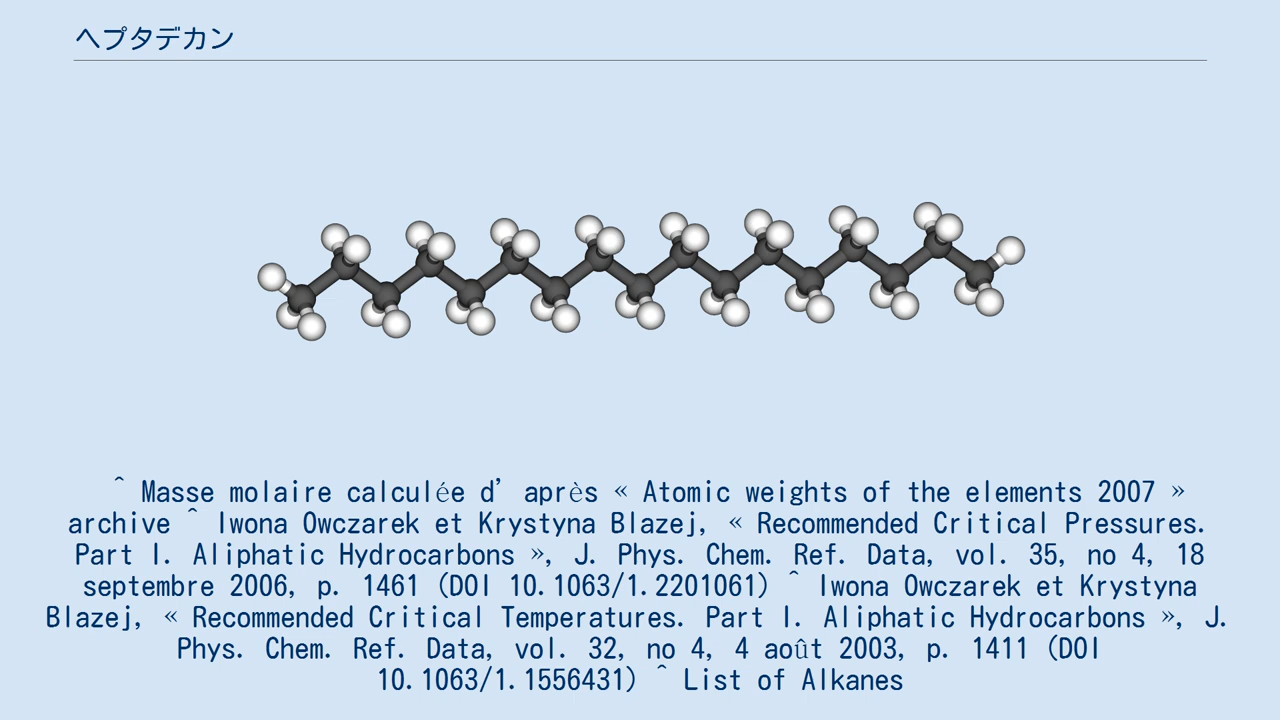 ヘプタデカン
^ Masse molaire calculée d’après « Atomic weights of the elements 2007 »
archive ^ Iwona Owczarek et Krystyna Blazej, « Recommended Critical Pressures.
Part I. Aliphatic Hydrocarbons », J. Phys. Chem. Ref. Data, vol. 35, no 4, 18
septembre 2006, p. 1461 (DOI 10.1063/1.2201061) ^ Iwona Owczarek et Krystyna
Blazej, « Recommended Critical Temperatures. Part I. Aliphatic Hydrocarbons », J.
Phys. Chem. Ref. Data, vol. 32, no 4, 4 août 2003, p. 1411 (DOI
10.1063/1.1556431) ^ List of Alkanes